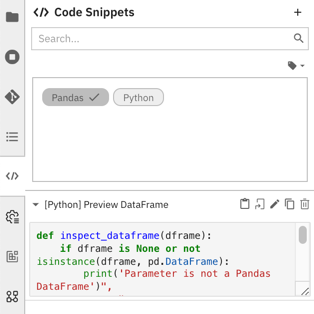 Code Snippets
Search...
Pandas Python
[Python] Preview DataFrame
def inspect_dataframe(dframe):
if dframe is None or not
isinstance(dframe, pd.DataFrame):
print('Parameter is not a Pandas
DataFrame')",